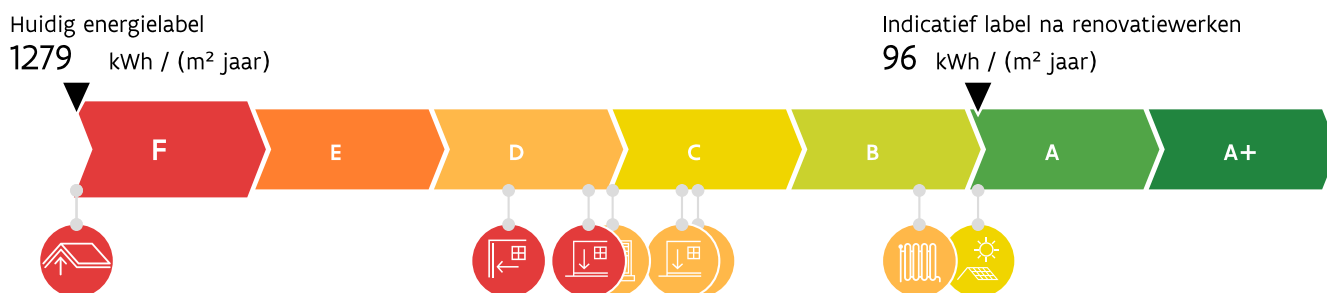 Huidig energielabel
1279 kWh / (m² jaar)
Indicatief label na renovatiewerken
96 kWh / (m² jaar)
F E D C B A A+